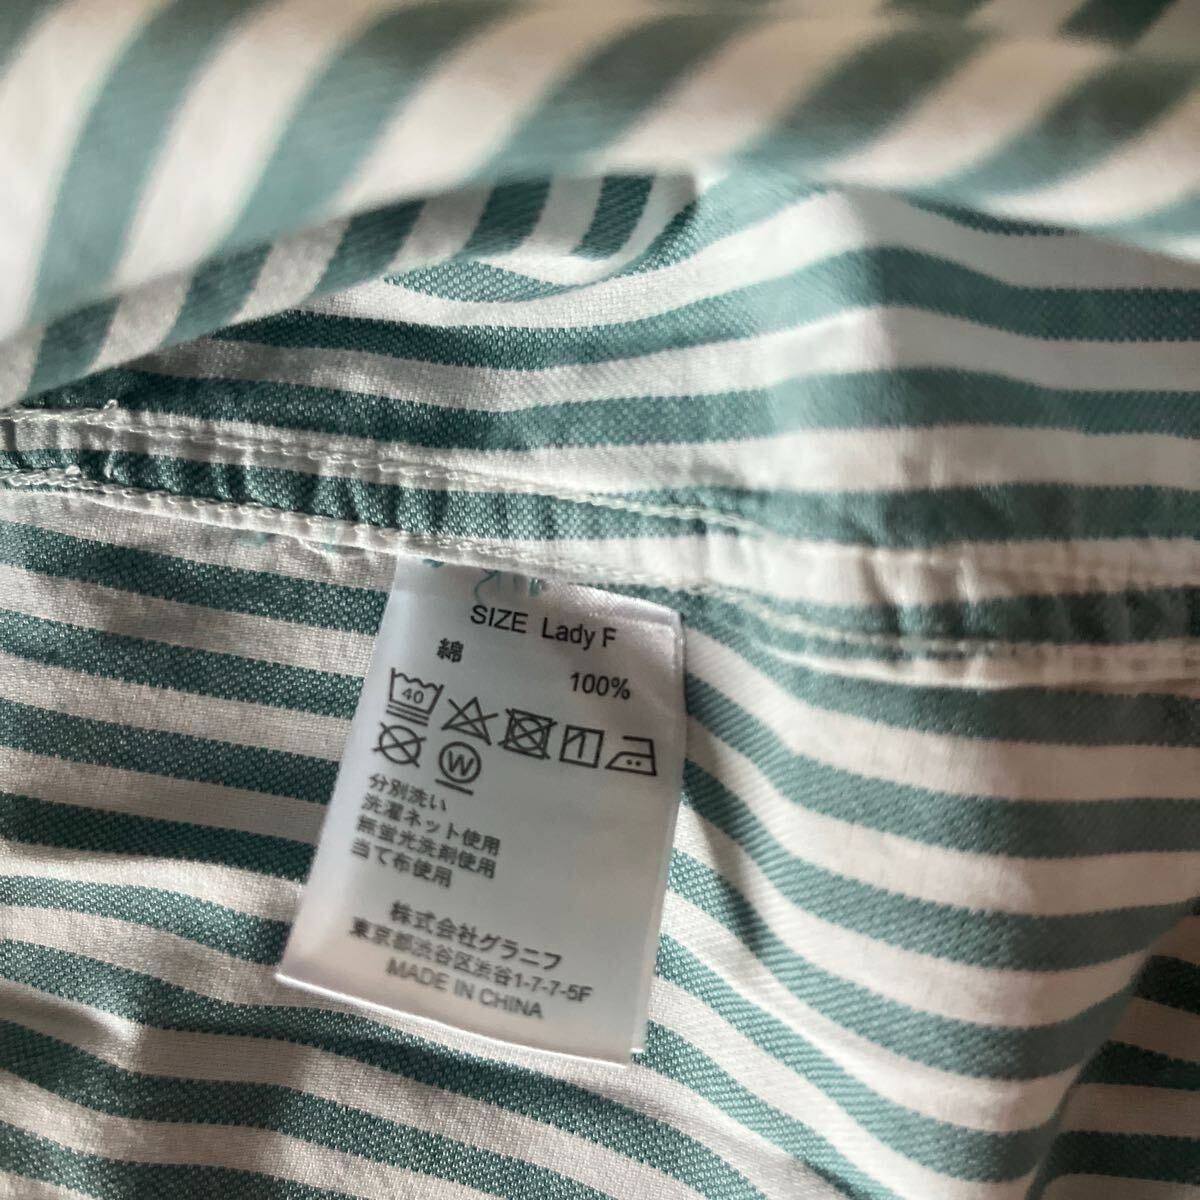 SIZE Lady F
綿 100%
40
W
分別洗い
洗濯ネット使用
無蛍光洗剤使用
当て布使用
株式会社グラニフ
東京都渋谷区渋谷1-7-7-5F
MADE IN CHINA